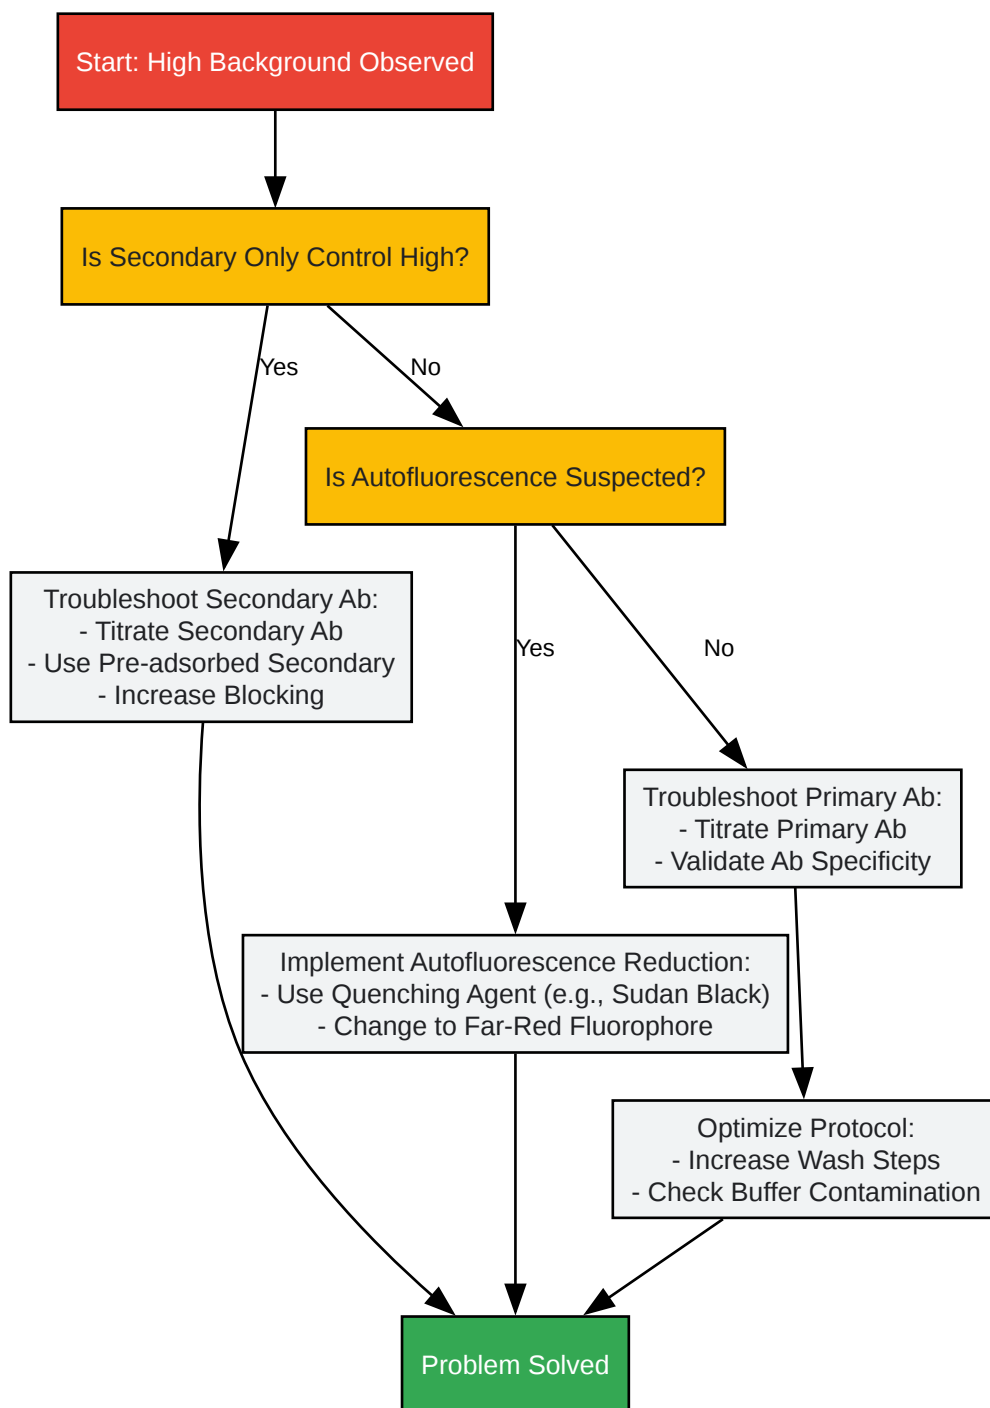 Start: High Background Observed
Is Secondary Only Control High?
Yes
No
Is Autofluorescence Suspected?
Troubleshoot Secondary Ab:
- Titrate Secondary Ab
- Use Pre-adsorbed Secondary
- Increase Blocking
Yes
No
Troubleshoot Primary Ab:
- Titrate Primary Ab
- Validate Ab Specificity
Implement Autofluorescence Reduction:
- Use Quenching Agent (e.g., Sudan Black)
- Change to Far-Red Fluorophore
Optimize Protocol:
- Increase Wash Steps
- Check Buffer Contamination
Problem Solved